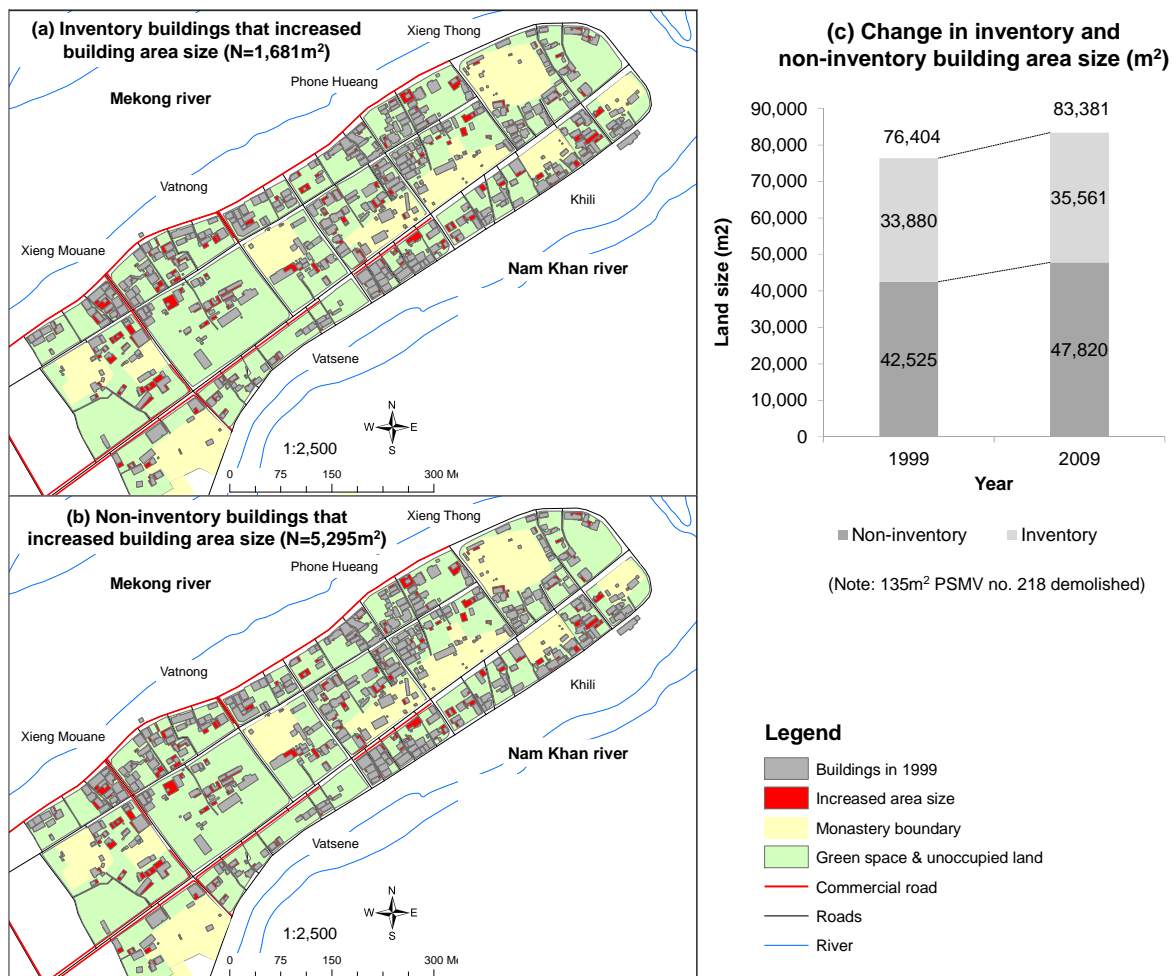 (a) Inventory buildings that increased
building area size (N=1,681m²)
Xieng Thong
Phone Hueang
Mekong river
Vatnong
Khili
Xieng Mouane
Nam Khan river
Vatsene
N
W E
S
1:2,500
0 75 150 300 Me
(b) Non-inventory buildings that
increased building area size (N=5,295m²)
Xieng Thong
Phone Hueang
Mekong river
Vatnong
Khili
Xieng Mouane
Nam Khan river
Vatsene
N
W E
S
1:2,500
0 75 150 300 Me
(c) Change in inventory and
non-inventory building area size (m²)
90,000
80,000
70,000
60,000
50,000
40,000
30,000
20,000
10,000
0
Land size (m2)
76,404
83,381
33,880
35,561
42,525
47,820
1999
2009
Year
Non-inventory
Inventory
(Note: 135m² PSMV no. 218 demolished)
Legend
Buildings in 1999
Increased area size
Monastery boundary
Green space & unoccupied land
Commercial road
Roads
River